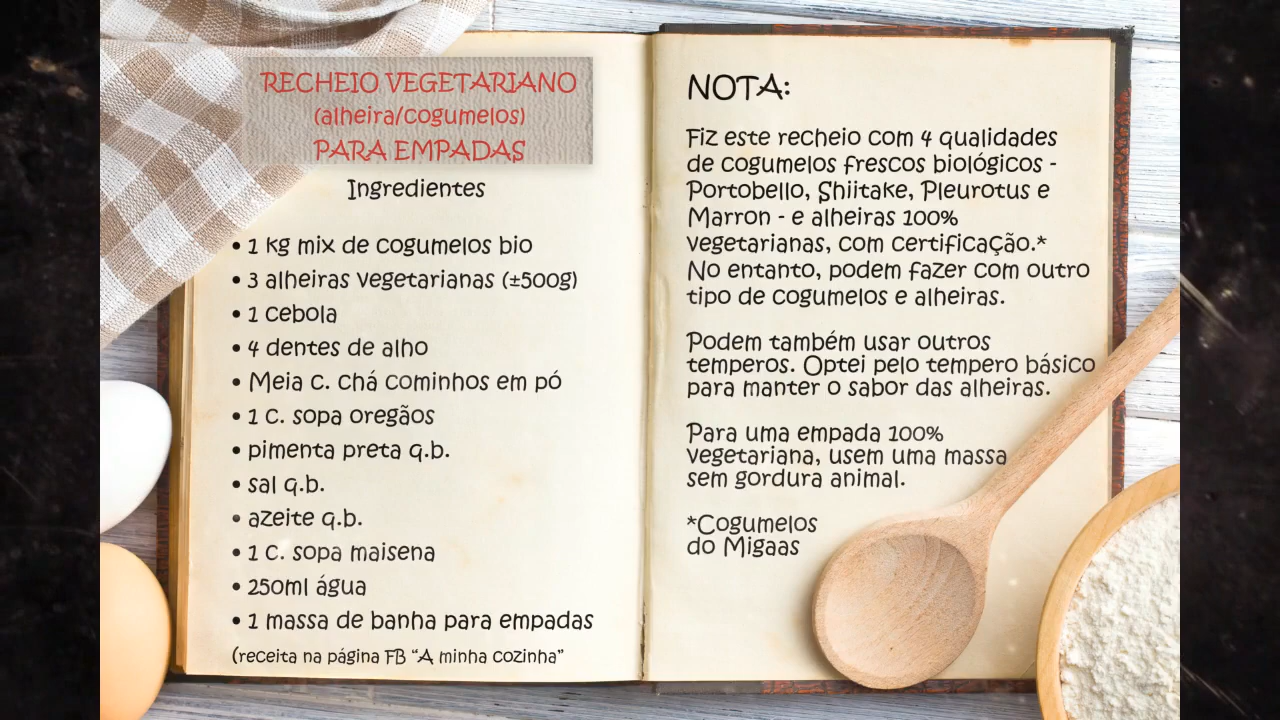 RECHEIO VEGETARIANO
(alheira/cogumelos)
PARA EMPADAS
Ingredientes
• 1 kg mix de cogumelos bio
• 3 alheiras vegetarianas (±500g)
• 1 cebola
• 4 dentes de alho
• Meia c. chá cominhos em pó
• 1 c. sopa oregãos
• pimenta preta q.b.
• sal q.b.
• azeite q.b.
• 1 c. sopa maisena
• 250ml água
• 1 massa de banha para empadas
(receita na página FB “A minha cozinha”
NOTA:
Fiz este recheio com 4 qualidades
de cogumelos frescos biológicos -
Portobello, Shiitake, Pleurotus e
Marron - e alheiras 100%
vegetarianas, com certificação.*
No entanto, podem fazer com outro
tipo de cogumelos e alheiras.
Podem também usar outros
temperos. Optei pelo tempero básico
para manter o sabor das alheiras.
Para uma empada 100%
vegetariana, usem uma massa
sem gordura animal.
*Cogumelos
do Migaas